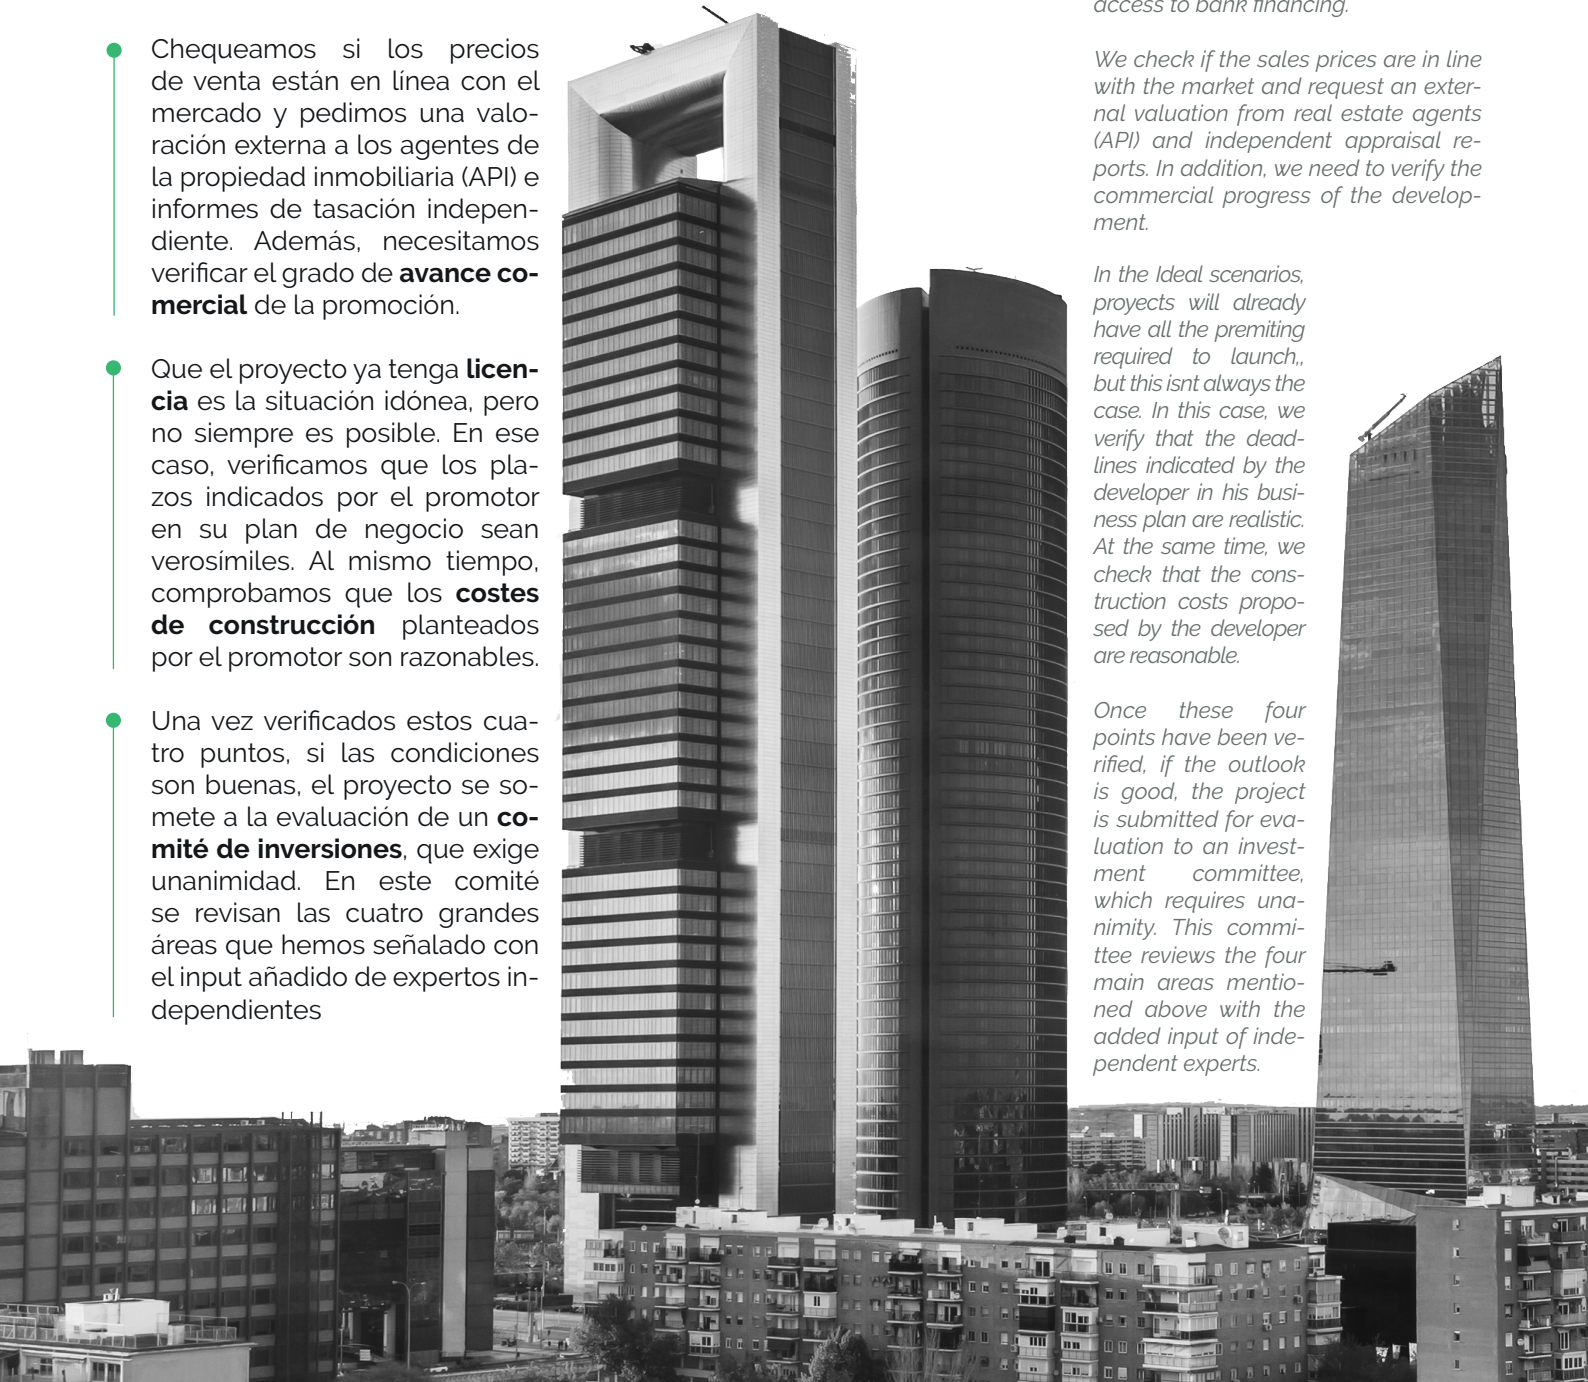 Chequeamos si los precios
de venta están en línea con el
mercado y pedimos una valo-
ración externa a los agentes de
la propiedad inmobiliaria (API) e
informes de tasación indepen-
diente. Además, necesitamos
verificar el grado de avance co-
mercial de la promoción.
Que el proyecto ya tenga licen-
cia es la situación idónea, pero
no siempre es posible. En ese
caso, verificamos que los pla-
zos indicados por el promotor
en su plan de negocio sean
verosímiles. Al mismo tiempo,
comprobamos que los costes
de construcción planteados
por el promotor son razonables.
Una vez verificados estos cua-
tro puntos, si las condiciones
son buenas, el proyecto se so-
mete a la evaluación de un co-
mité de inversiones, que exige
unanimidad. En este comité
se revisan las cuatro grandes
áreas que hemos señalado con
el input añadido de expertos in-
dependientes
access to bank financing.
We check if the sales prices are in line
with the market and request an exter-
nal valuation from real estate agents
(API) and independent appraisal re-
ports. In addition, we need to verify the
commercial progress of the develop-
ment.
In the Ideal scenarios,
proyects will already
have all the premiting
required to launch,,
but this isnt always the
case. In this case, we
verify that the dead-
lines indicated by the
developer in his busi-
ness plan are realistic.
At the same time, we
check that the cons-
truction costs propo-
sed by the developer
are reasonable.
Once these four
points have been ve-
rified, if the outlook
is good, the project
is submitted for eva-
luation to an invest-
ment committee,
which requires una-
nimity. This commi-
ttee reviews the four
main areas mentio-
ned above with the
added input of inde-
pendent experts.